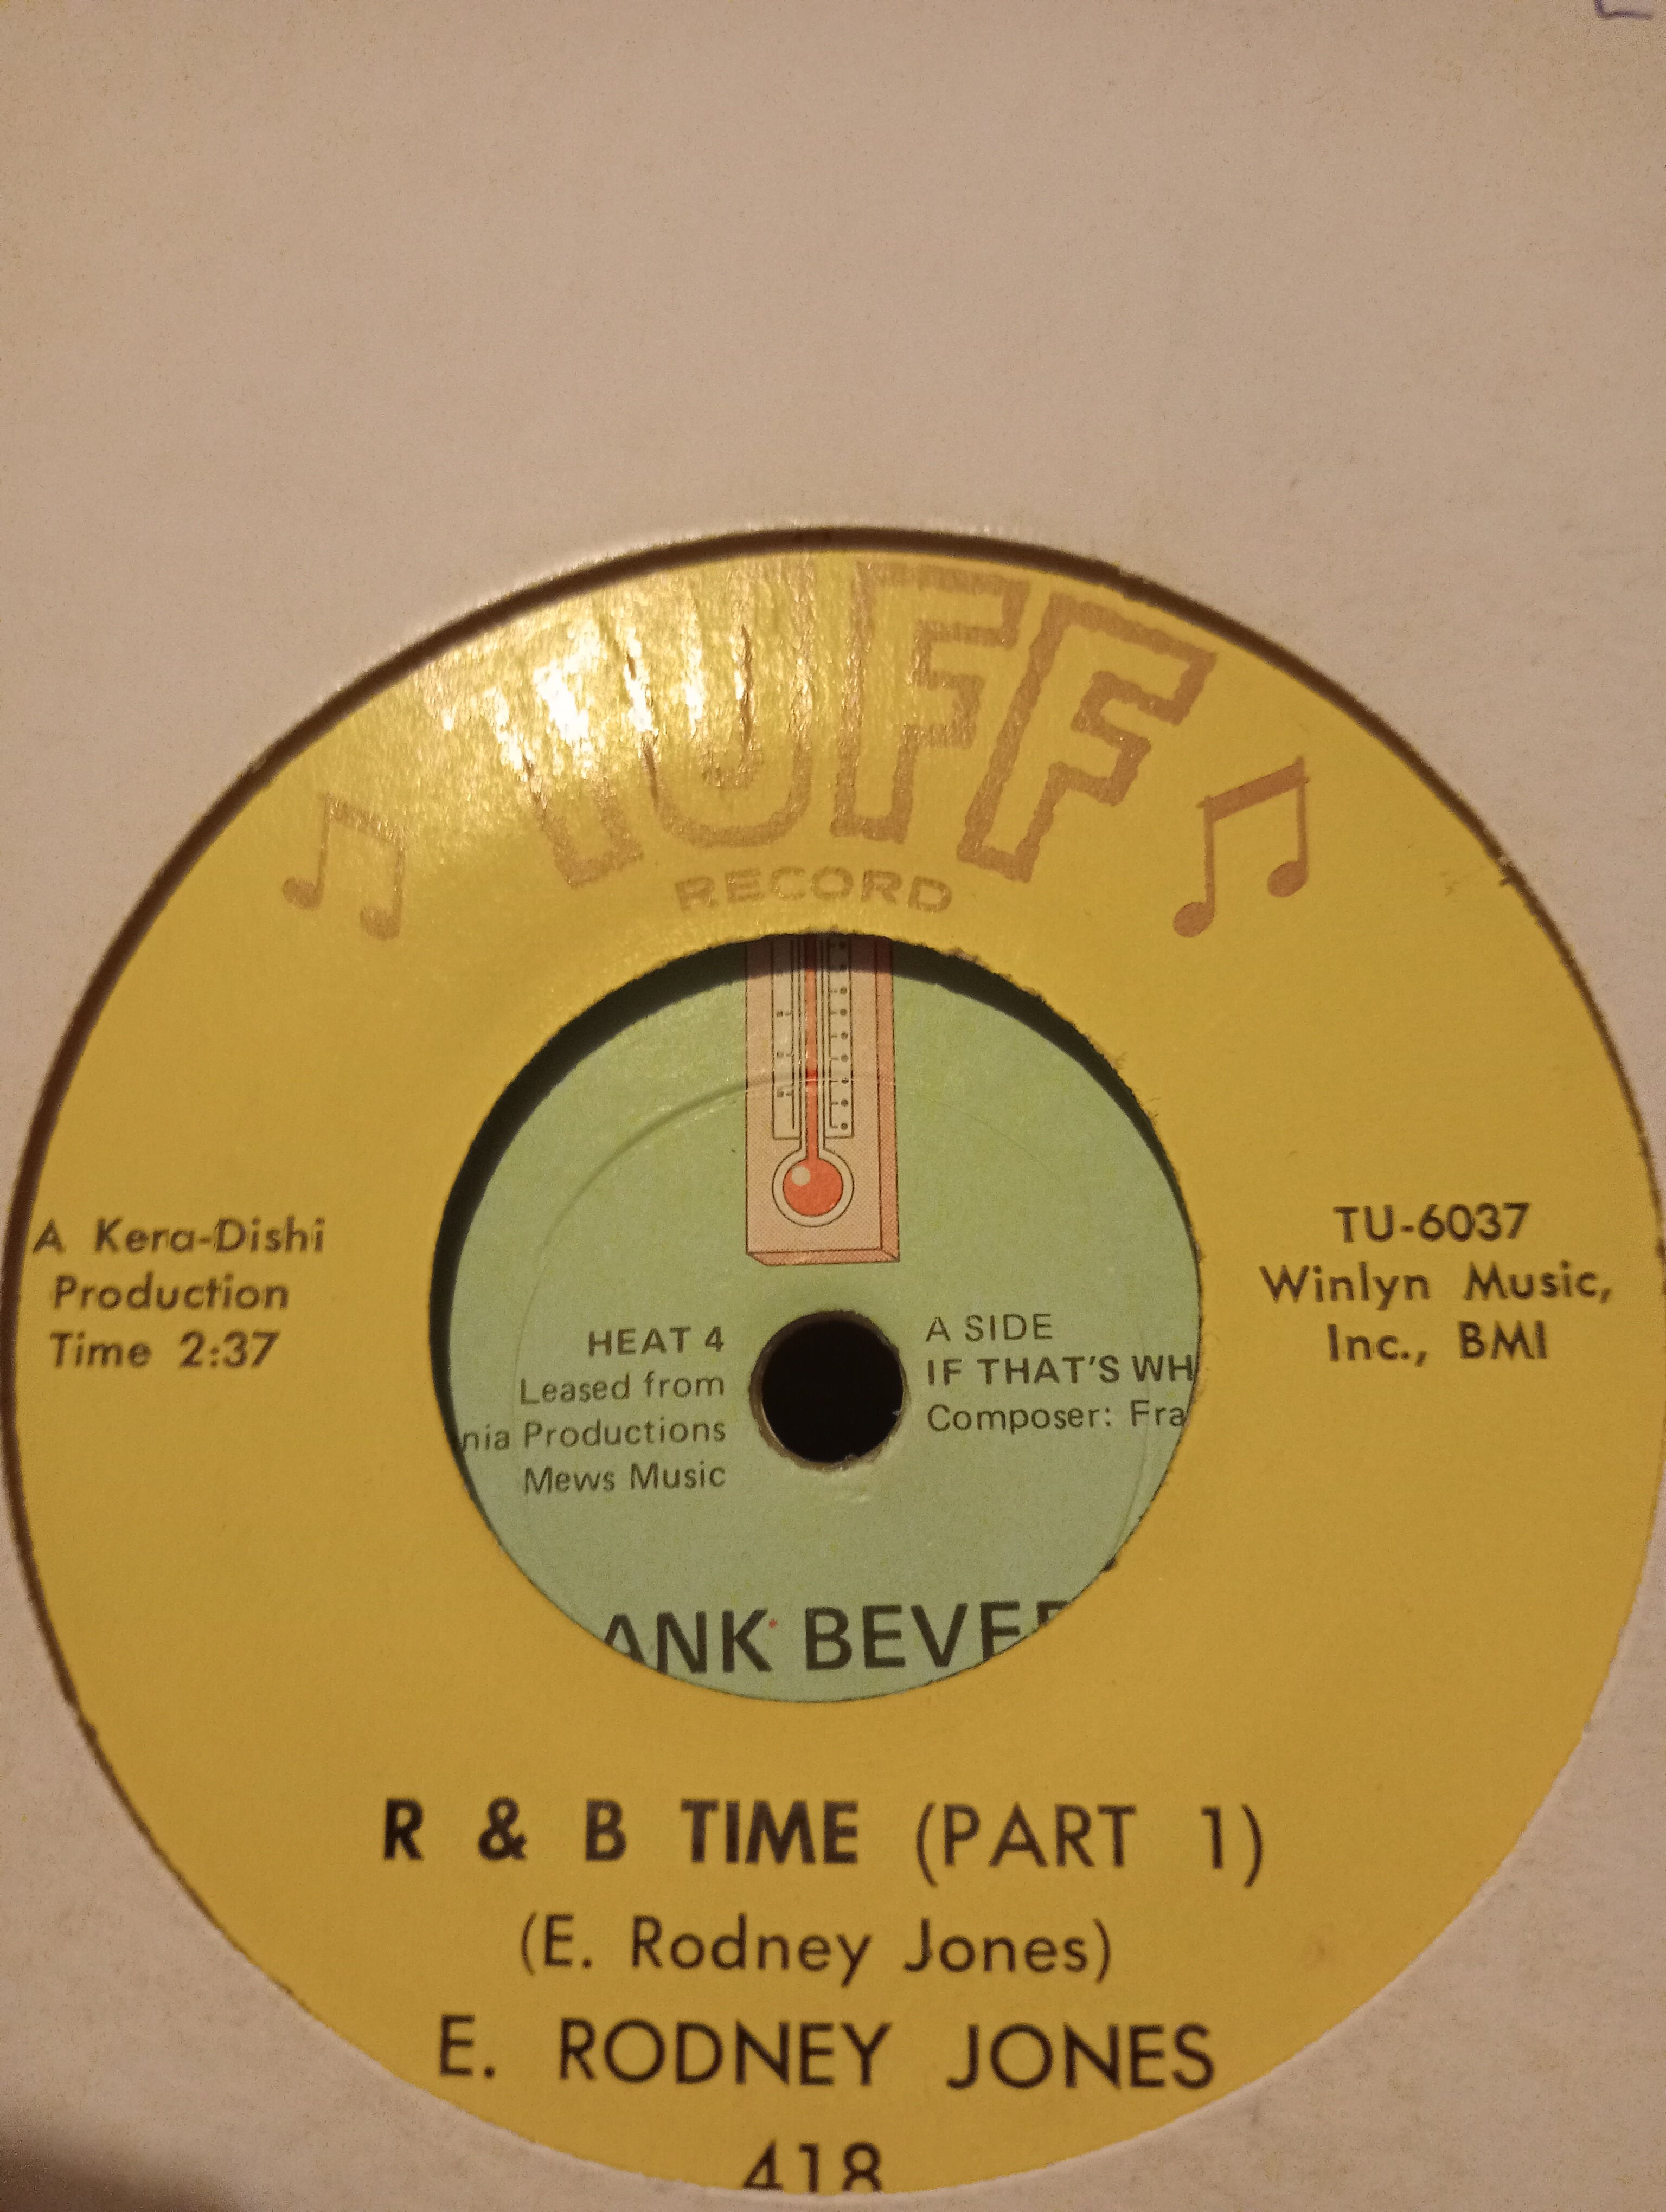 TUFF
RECORD
A Kera-Dishi
Production
Time 2:37
TU-6037
Winlyn Music,
Inc., BMI
HEAT 4
Leased from
nia Productions
Mews Music
A SIDE
IF THAT'S WH
Composer: Fra
ANK BEVER
R & B TIME (PART 1)
(E. Rodney Jones)
E. RODNEY JONES
418